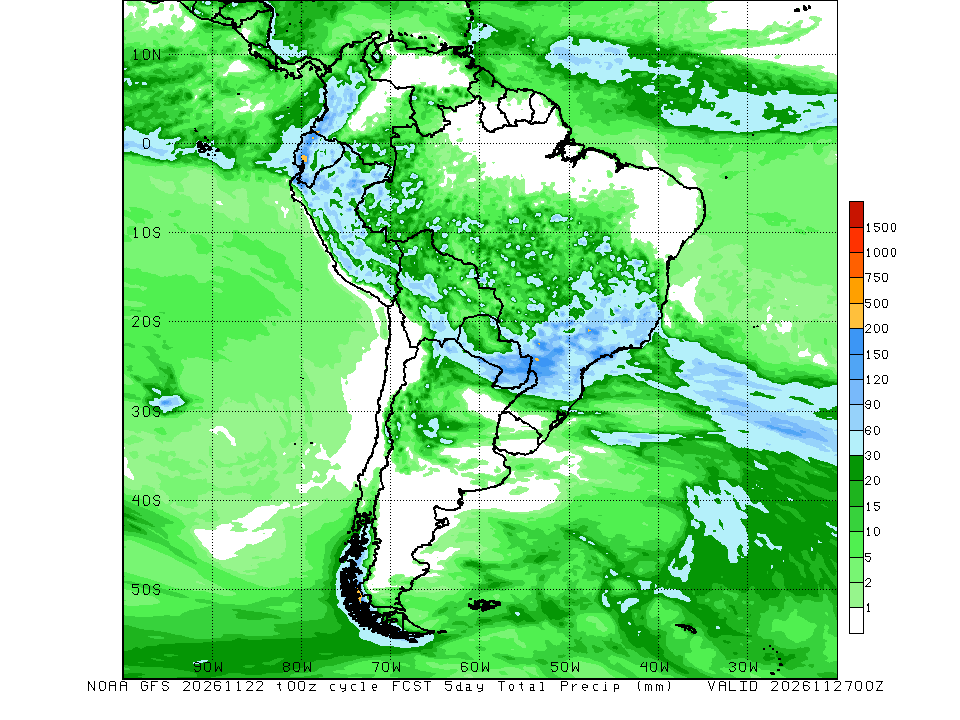 10N
0
10S
20S
30S
40S
50S
90W 80W 70W 60W 50W 40W 30W
1500
1000
750
500
200
150
120
90
60
30
20
15
10
5
2
1
NOAA GFS 20261122 t00z cycle FCST 5day Total Precip (mm) VALID 2026112700Z